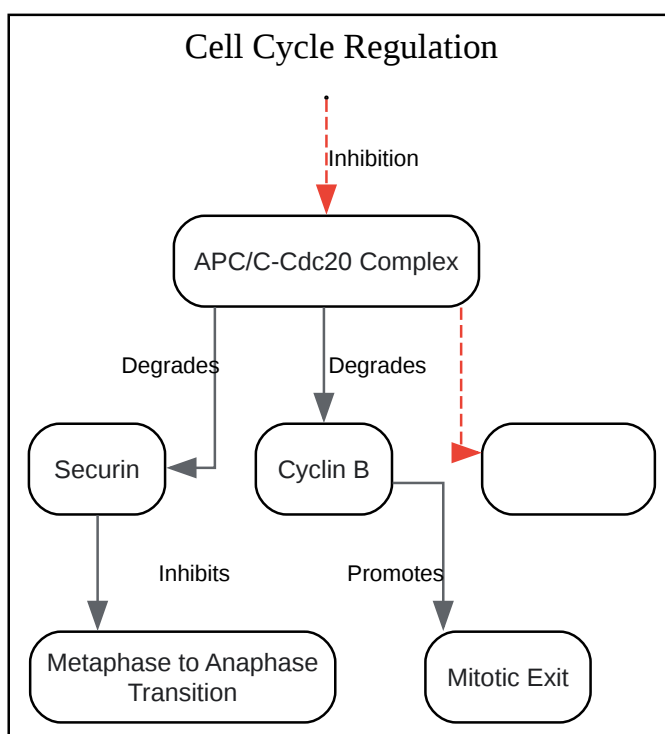 Cell Cycle Regulation
Inhibition
APC/C-Cdc20 Complex
Degrades
Degrades
Securin
Cyclin B
Inhibits
Promotes
Metaphase to Anaphase
Transition
Mitotic Exit